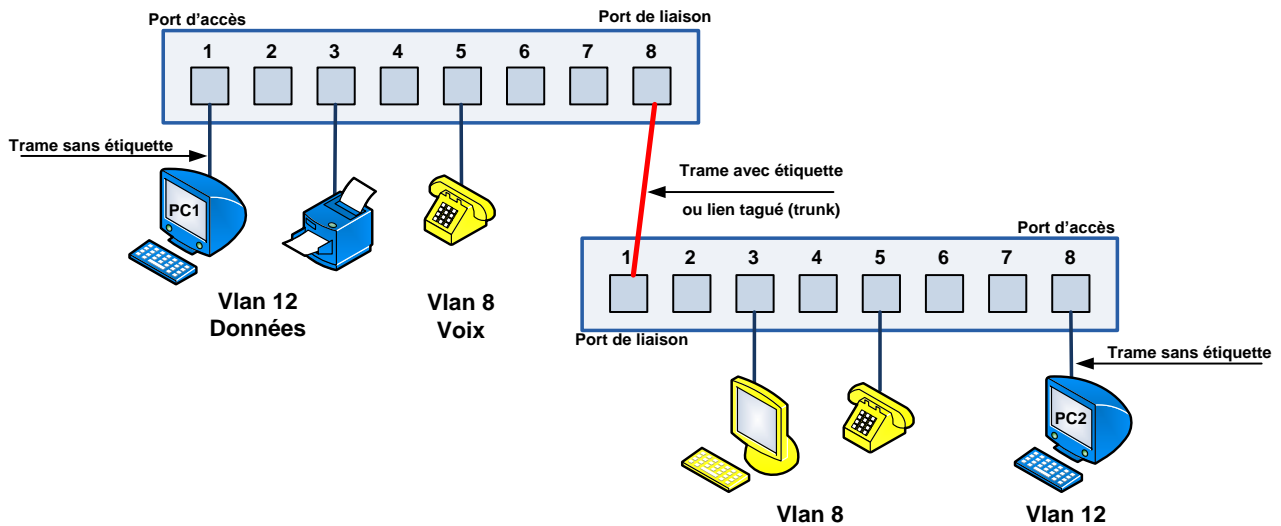 Port d'accès
Port de liaison
1 2 3 4 5 6 7 8
Trame sans étiquette
PC1
Vlan 12
Données
Vlan 8
Voix
Trame avec étiquette
ou lien tagué (trunk)
Port d'accès
1 2 3 4 5 6 7 8
Port de liaison
Trame sans étiquette
PC2
Vlan 8
Vlan 12